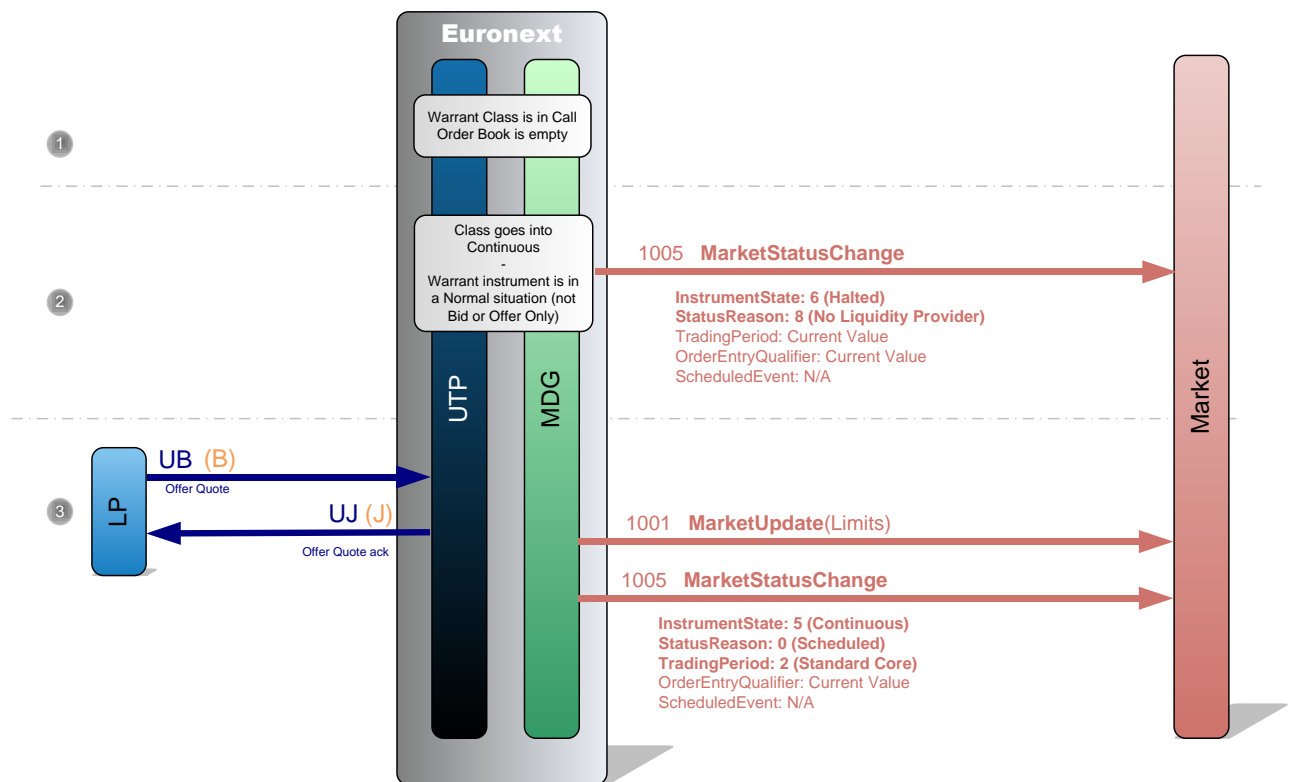 Euronext
1
Warrant Class is in Call
Order Book is empty
2
Class goes into
Continuous
-
Warrant instrument is in
a Normal situation (not
Bid or Offer Only)
1005 MarketStatusChange
InstrumentState: 6 (Halted)
StatusReason: 8 (No Liquidity Provider)
TradingPeriod: Current Value
OrderEntryQualifier: Current Value
ScheduledEvent: N/A
UTP
MDG
Market
3
LP
UB (B)
Offer Quote
UJ (J)
Offer Quote ack
1001 MarketUpdate(Limits)
1005 MarketStatusChange
InstrumentState: 5 (Continuous)
StatusReason: 0 (Scheduled)
TradingPeriod: 2 (Standard Core)
OrderEntryQualifier: Current Value
ScheduledEvent: N/A